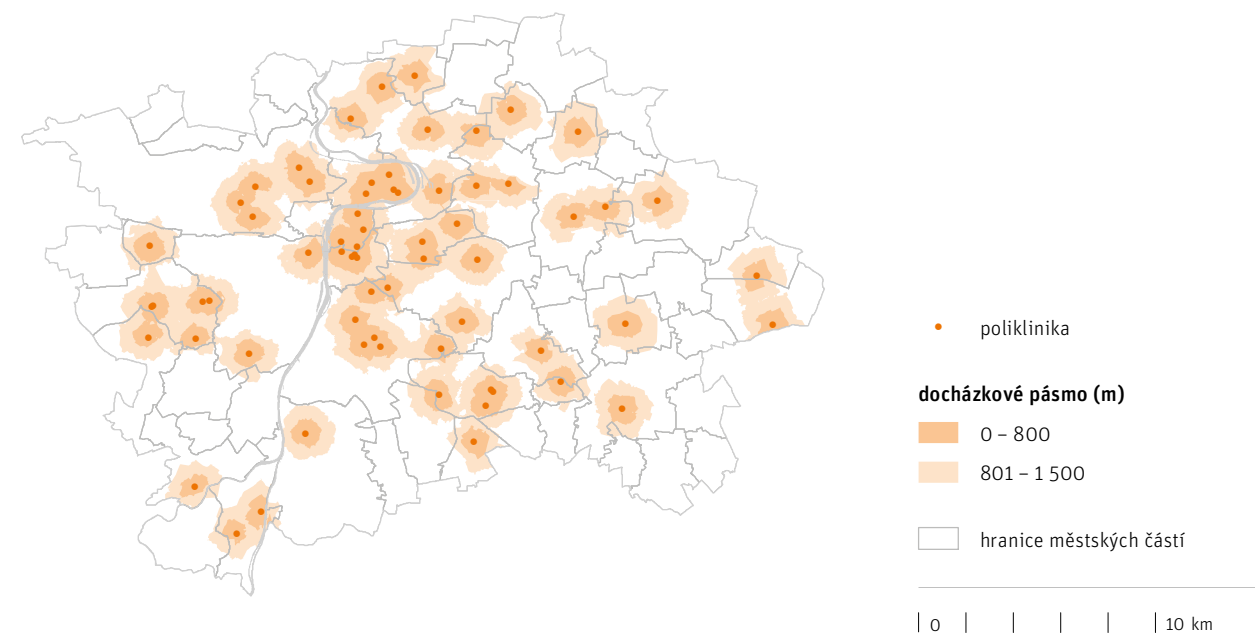 poliklinika
docházkové pásmo (m)
0 – 800
801 – 1 500
hranice městských částí
0 10 km